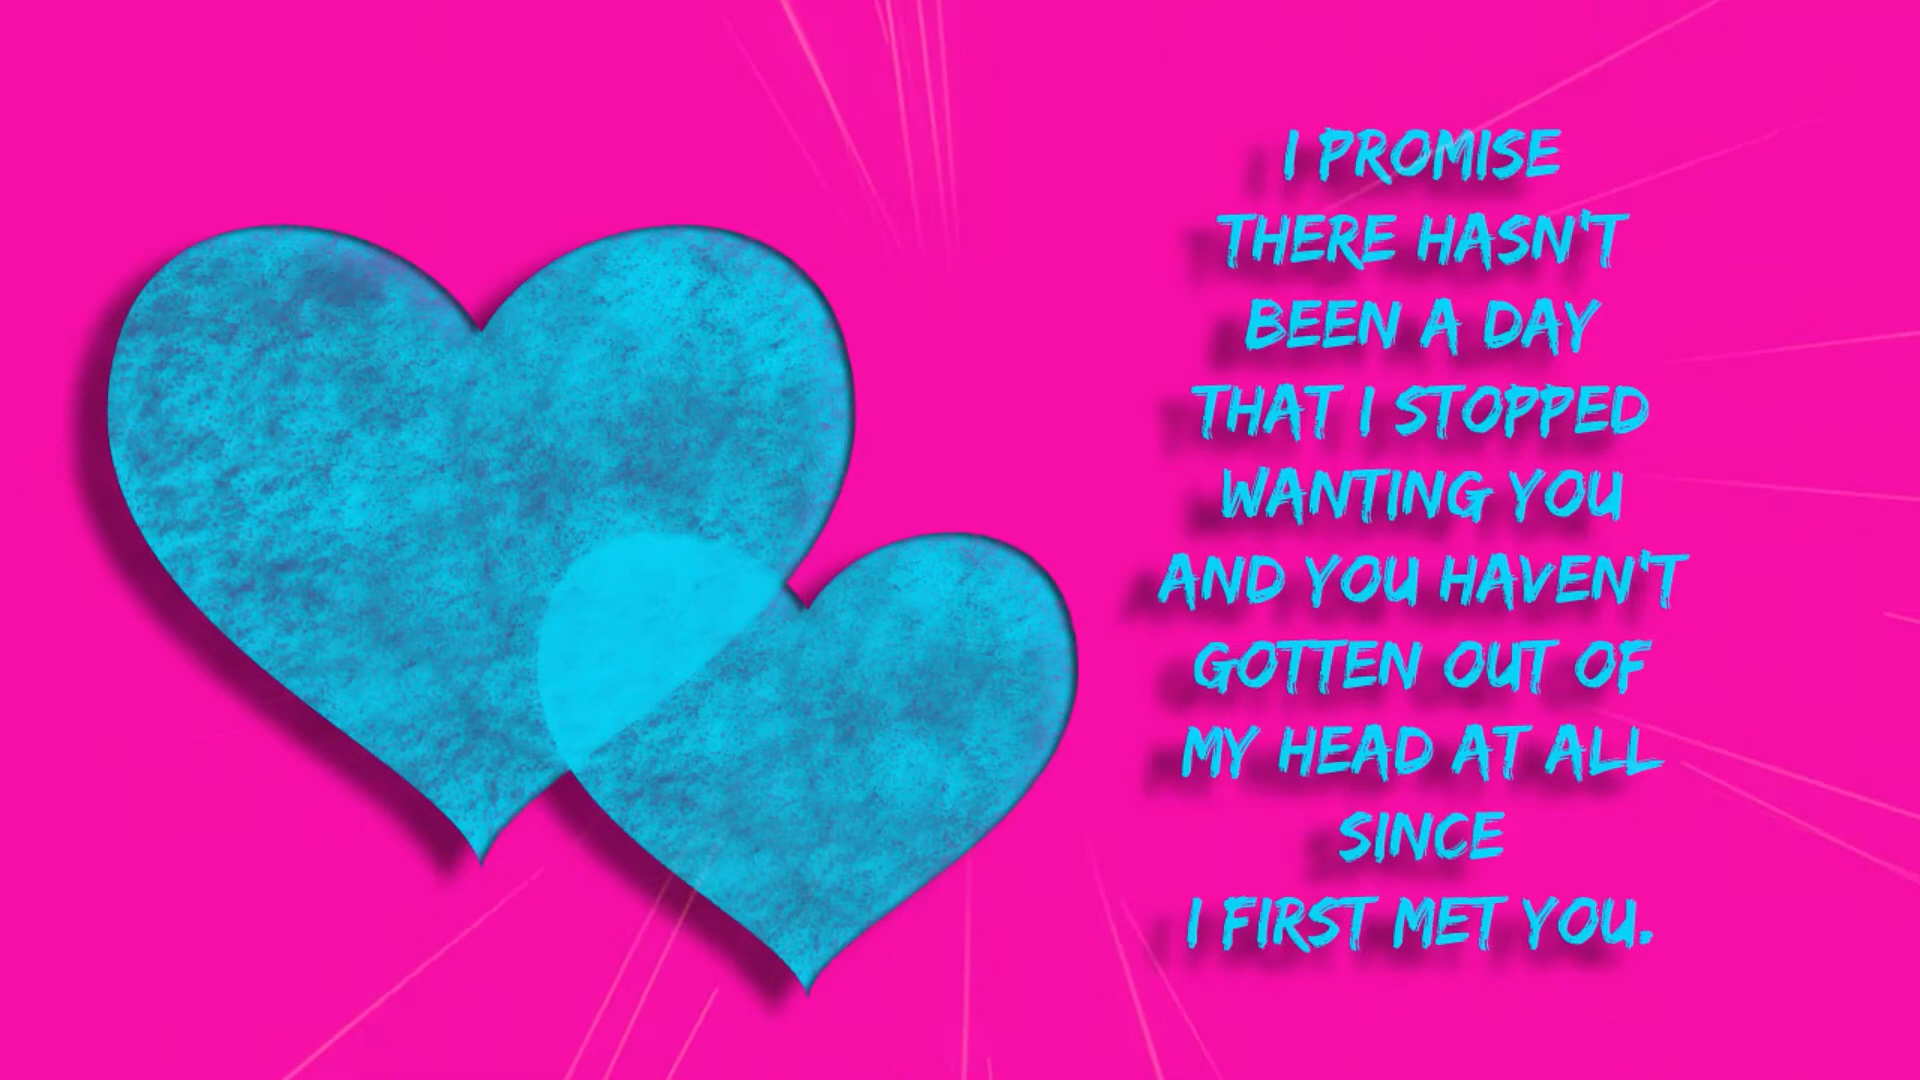 I PROMISE
THERE HASN'T
BEEN A DAY
THAT I STOPPED
WANTING YOU
AND YOU HAVEN'T
GOTTEN OUT OF
MY HEAD AT ALL
SINCE
I FIRST MET YOU.